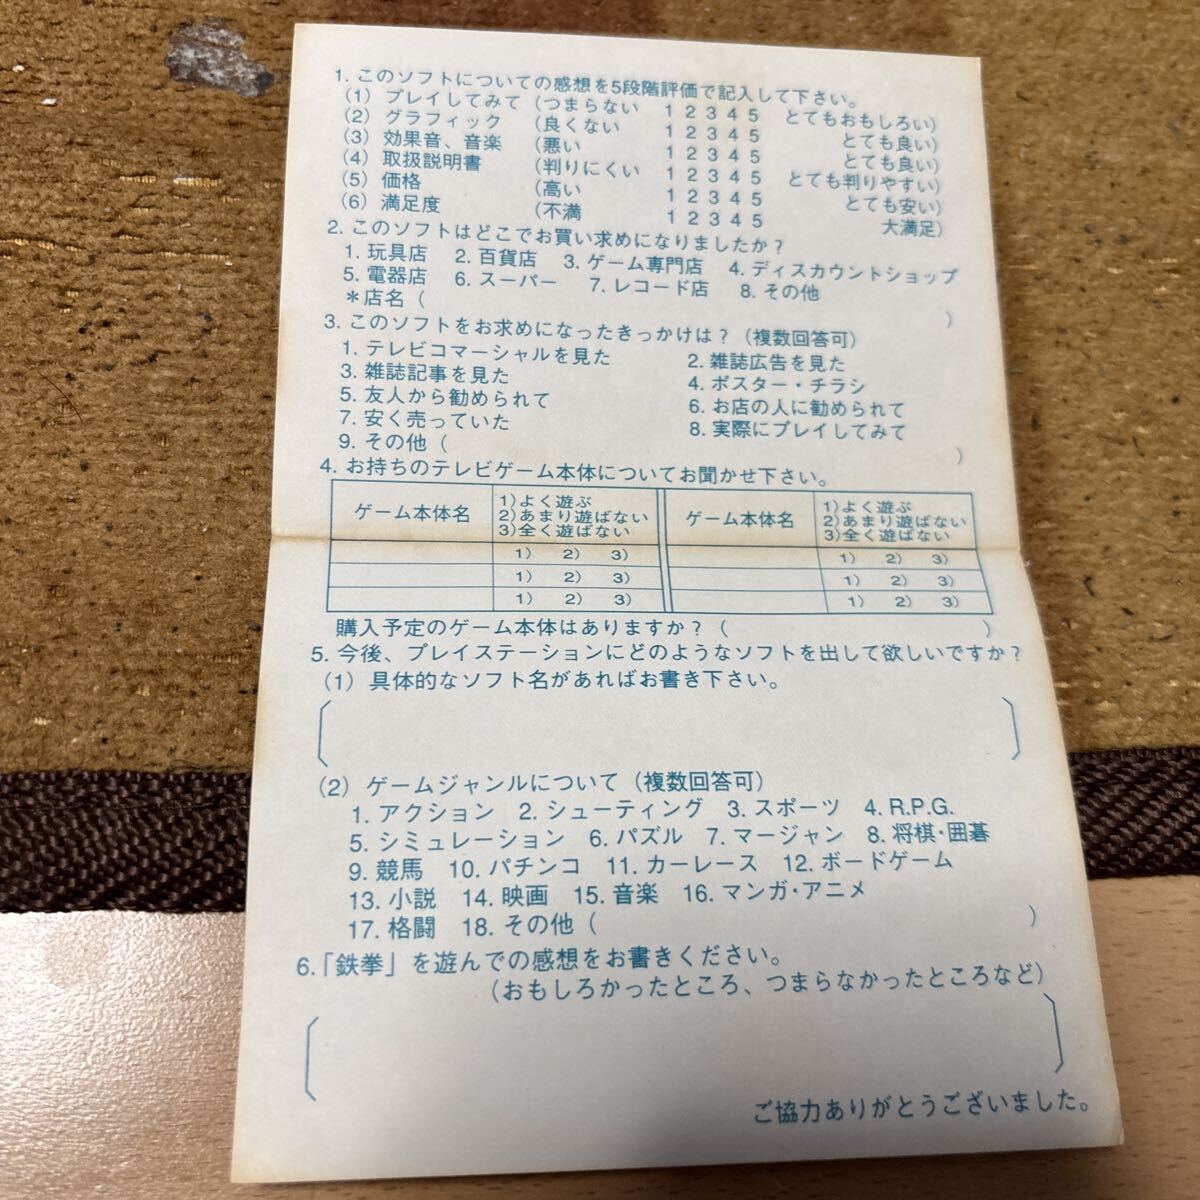 1. このソフトについての感想を5段階評価で記入して下さい。
(1) プレイしてみて (つまらない 1 2 3 4 5 とてもおもしろい)
(2) グラフィック (良くない 1 2 3 4 5 とても良い)
(3) 効果音、音楽 (悪い 1 2 3 4 5 とても良い)
(4) 取扱説明書 (判りにくい 1 2 3 4 5 とても判りやすい)
(5) 価格 (高い 1 2 3 4 5 とても安い)
(6) 満足度 (不満 1 2 3 4 5 大満足)
2. このソフトはどこでお買い求めになりましたか?
1. 玩具店 2. 百貨店 3. ゲーム専門店 4. ディスカウントショップ
5. 電器店 6. スーパー 7. レコード店 8. その他
＊店名 ( )
3. このソフトをお求めになったきっかけは? (複数回答可)
1. テレビコマーシャルを見た 2. 雑誌広告を見た
3. 雑誌記事を見た 4. ポスター・チラシ
5. 友人から勧められて 6. お店の人に勧められて
7. 安く売っていた 8. 実際にプレイしてみて
9. その他 ( )
4. お持ちのテレビゲーム本体についてお聞かせ下さい。
ゲーム本体名 1)よく遊ぶ 2)あまり遊ばない 3)全く遊ばない ゲーム本体名 1)よく遊ぶ 2)あまり遊ばない 3)全く遊ばない
1) 2) 3) 1) 2) 3)
1) 2) 3) 1) 2) 3)
1) 2) 3) 1) 2) 3)
購入予定のゲーム本体はありますか? ( )
5. 今後、プレイステーションにどのようなソフトを出して欲しいですか?
(1) 具体的なソフト名があればお書き下さい。
(2) ゲームジャンルについて (複数回答可)
1. アクション 2. シューティング 3. スポーツ 4. R.P.G.
5. シミュレーション 6. パズル 7. マージャン 8. 将棋・囲碁
9. 競馬 10. パチンコ 11. カーレース 12. ボードゲーム
13. 小説 14. 映画 15. 音楽 16. マンガ・アニメ
17. 格闘 18. その他 ( )
6.「鉄拳」を遊んでの感想をお書きください。
(おもしろかったところ、つまらなかったところなど)
ご協力ありがとうございました。